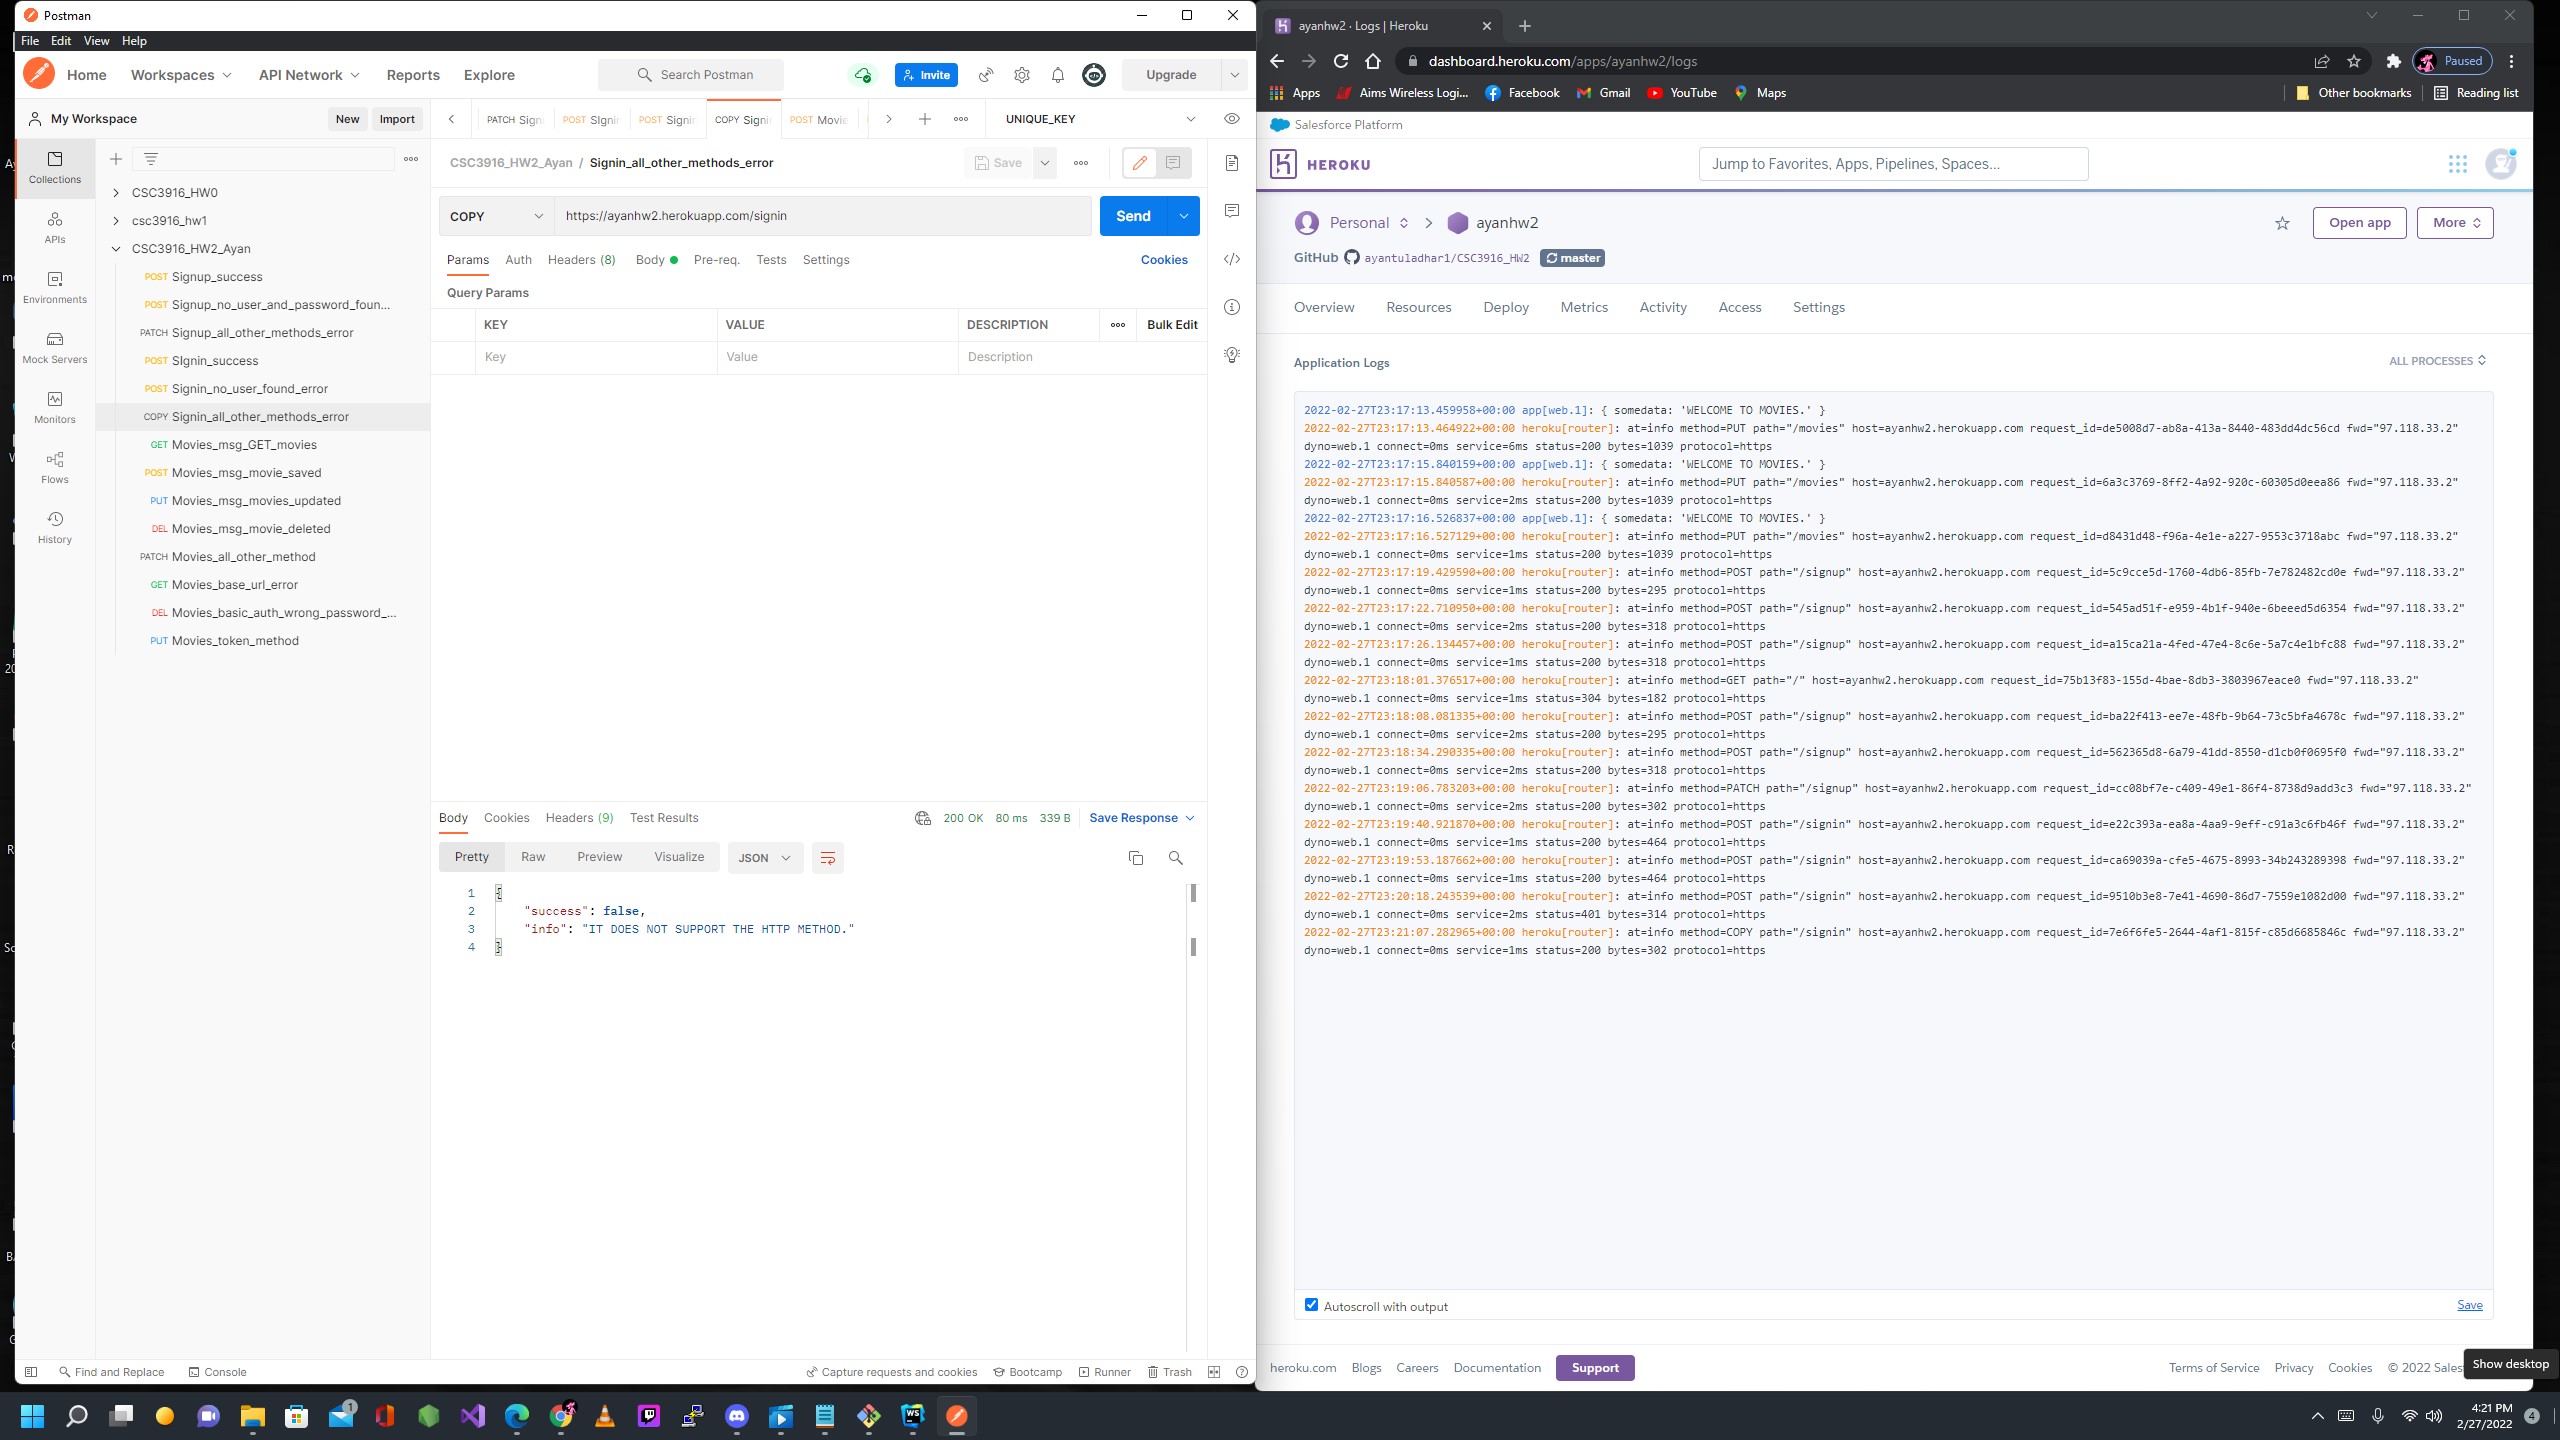 Postman
File Edit View Help
Home Workspaces API Network Reports Explore Search Postman Invite Upgrade
My Workspace New Import
PATCH Sign POST SIgnin POST Signin COPY Signi POST Movie UNIQUE_KEY
CSC3916_HW2_Ayan / Signin_all_other_methods_error Save
COPY https://ayanhw2.herokuapp.com/signin Send
Params Auth Headers (8) Body Pre-req. Tests Settings Cookies
Query Params
KEY VALUE DESCRIPTION Bulk Edit
Key Value Description
Collections
APIs
Environments
Mock Servers
Monitors
Flows
History
CSC3916_HW0
csc3916_hw1
CSC3916_HW2_Ayan
POST Signup_success
POST Signup_no_user_and_password_foun...
PATCH Signup_all_other_methods_error
POST SIgnin_success
POST Signin_no_user_found_error
COPY Signin_all_other_methods_error
GET Movies_msg_GET_movies
POST Movies_msg_movie_saved
PUT Movies_msg_movies_updated
DEL Movies_msg_movie_deleted
PATCH Movies_all_other_method
GET Movies_base_url_error
DEL Movies_basic_auth_wrong_password_...
PUT Movies_token_method
Body Cookies Headers (9) Test Results 200 OK 80 ms 339 B Save Response
Pretty Raw Preview Visualize JSON
1 {
2 "success": false,
3 "info": "IT DOES NOT SUPPORT THE HTTP METHOD."
4 }
Find and Replace Console Capture requests and cookies Bootcamp Runner Trash
ayanhw2 · Logs | Heroku
dashboard.heroku.com/apps/ayanhw2/logs Paused
Apps Aims Wireless Logi... Facebook Gmail YouTube Maps Other bookmarks Reading list
Salesforce Platform
HEROKU Jump to Favorites, Apps, Pipelines, Spaces...
Personal ayanhw2 Open app More
GitHub ayantuladhar1/CSC3916_HW2 master
Overview Resources Deploy Metrics Activity Access Settings
Application Logs ALL PROCESSES
2022-02-27T23:17:13.459958+00:00 app[web.1]: { somedata: 'WELCOME TO MOVIES.' }
2022-02-27T23:17:13.464922+00:00 heroku[router]: at=info method=PUT path="/movies" host=ayanhw2.herokuapp.com request_id=de5008d7-ab8a-413a-8440-483dd4dc56cd fwd="97.118.33.2"
dyno=web.1 connect=0ms service=6ms status=200 bytes=1039 protocol=https
2022-02-27T23:17:15.840159+00:00 app[web.1]: { somedata: 'WELCOME TO MOVIES.' }
2022-02-27T23:17:15.840587+00:00 heroku[router]: at=info method=PUT path="/movies" host=ayanhw2.herokuapp.com request_id=6a3c3769-8ff2-4a92-920c-60305d0eea86 fwd="97.118.33.2"
dyno=web.1 connect=0ms service=2ms status=200 bytes=1039 protocol=https
2022-02-27T23:17:16.526837+00:00 app[web.1]: { somedata: 'WELCOME TO MOVIES.' }
2022-02-27T23:17:16.527129+00:00 heroku[router]: at=info method=PUT path="/movies" host=ayanhw2.herokuapp.com request_id=d8431d48-f96a-4e1e-a227-9553c3718abc fwd="97.118.33.2"
dyno=web.1 connect=0ms service=1ms status=200 bytes=1039 protocol=https
2022-02-27T23:17:19.429590+00:00 heroku[router]: at=info method=POST path="/signup" host=ayanhw2.herokuapp.com request_id=5c9cce5d-1760-4db6-85fb-7e782482cd0e fwd="97.118.33.2"
dyno=web.1 connect=0ms service=1ms status=200 bytes=295 protocol=https
2022-02-27T23:17:22.710950+00:00 heroku[router]: at=info method=POST path="/signup" host=ayanhw2.herokuapp.com request_id=545ad51f-e959-4b1f-940e-6beeed5d6354 fwd="97.118.33.2"
dyno=web.1 connect=0ms service=2ms status=200 bytes=318 protocol=https
2022-02-27T23:17:26.134457+00:00 heroku[router]: at=info method=POST path="/signup" host=ayanhw2.herokuapp.com request_id=a15ca21a-4fed-47e4-8c6e-5a7c4e1bfc88 fwd="97.118.33.2"
dyno=web.1 connect=0ms service=1ms status=200 bytes=318 protocol=https
2022-02-27T23:18:01.376517+00:00 heroku[router]: at=info method=GET path="/" host=ayanhw2.herokuapp.com request_id=75b13f83-155d-4bae-8db3-3803967eace0 fwd="97.118.33.2"
dyno=web.1 connect=0ms service=1ms status=304 bytes=182 protocol=https
2022-02-27T23:18:08.081335+00:00 heroku[router]: at=info method=POST path="/signup" host=ayanhw2.herokuapp.com request_id=ba22f413-ee7e-48fb-9b64-73c5bfa4678c fwd="97.118.33.2"
dyno=web.1 connect=0ms service=2ms status=200 bytes=295 protocol=https
2022-02-27T23:18:34.290335+00:00 heroku[router]: at=info method=POST path="/signup" host=ayanhw2.herokuapp.com request_id=562365d8-6a79-41dd-8550-d1cb0f0695f0 fwd="97.118.33.2"
dyno=web.1 connect=0ms service=2ms status=200 bytes=318 protocol=https
2022-02-27T23:19:06.783203+00:00 heroku[router]: at=info method=PATCH path="/signup" host=ayanhw2.herokuapp.com request_id=cc08bf7e-c409-49e1-86f4-8738d9add3c3 fwd="97.118.33.2"
dyno=web.1 connect=0ms service=2ms status=200 bytes=302 protocol=https
2022-02-27T23:19:40.921870+00:00 heroku[router]: at=info method=POST path="/signin" host=ayanhw2.herokuapp.com request_id=e22c393a-ea8a-4aa9-9eff-c91a3c6fb46f fwd="97.118.33.2"
dyno=web.1 connect=0ms service=1ms status=200 bytes=464 protocol=https
2022-02-27T23:19:53.187662+00:00 heroku[router]: at=info method=POST path="/signin" host=ayanhw2.herokuapp.com request_id=ca69039a-cfe5-4675-8993-34b243289398 fwd="97.118.33.2"
dyno=web.1 connect=0ms service=1ms status=200 bytes=464 protocol=https
2022-02-27T23:20:18.243539+00:00 heroku[router]: at=info method=POST path="/signin" host=ayanhw2.herokuapp.com request_id=9510b3e8-7e41-4690-86d7-7559e1082d00 fwd="97.118.33.2"
dyno=web.1 connect=0ms service=2ms status=401 bytes=314 protocol=https
2022-02-27T23:21:07.282965+00:00 heroku[router]: at=info method=COPY path="/signin" host=ayanhw2.herokuapp.com request_id=7e6f6fe5-2644-4af1-815f-c85d6685846c fwd="97.118.33.2"
dyno=web.1 connect=0ms service=1ms status=200 bytes=302 protocol=https
Autoscroll with output Save
heroku.com Blogs Careers Documentation Support Terms of Service Privacy Cookies © 2022 Sales
Show desktop
4:21 PM
2/27/2022
4